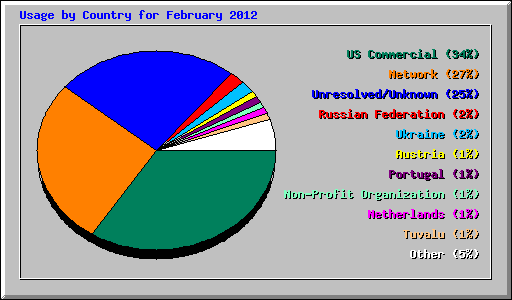 Usage by Country for February 2012
US Commercial (34%)
Network (27%)
Unresolved/Unknown (25%)
Russian Federation (2%)
Ukraine (2%)
Austria (1%)
Portugal (1%)
Non-Profit Organization (1%)
Netherlands (1%)
Tuvalu (1%)
Other (5%)